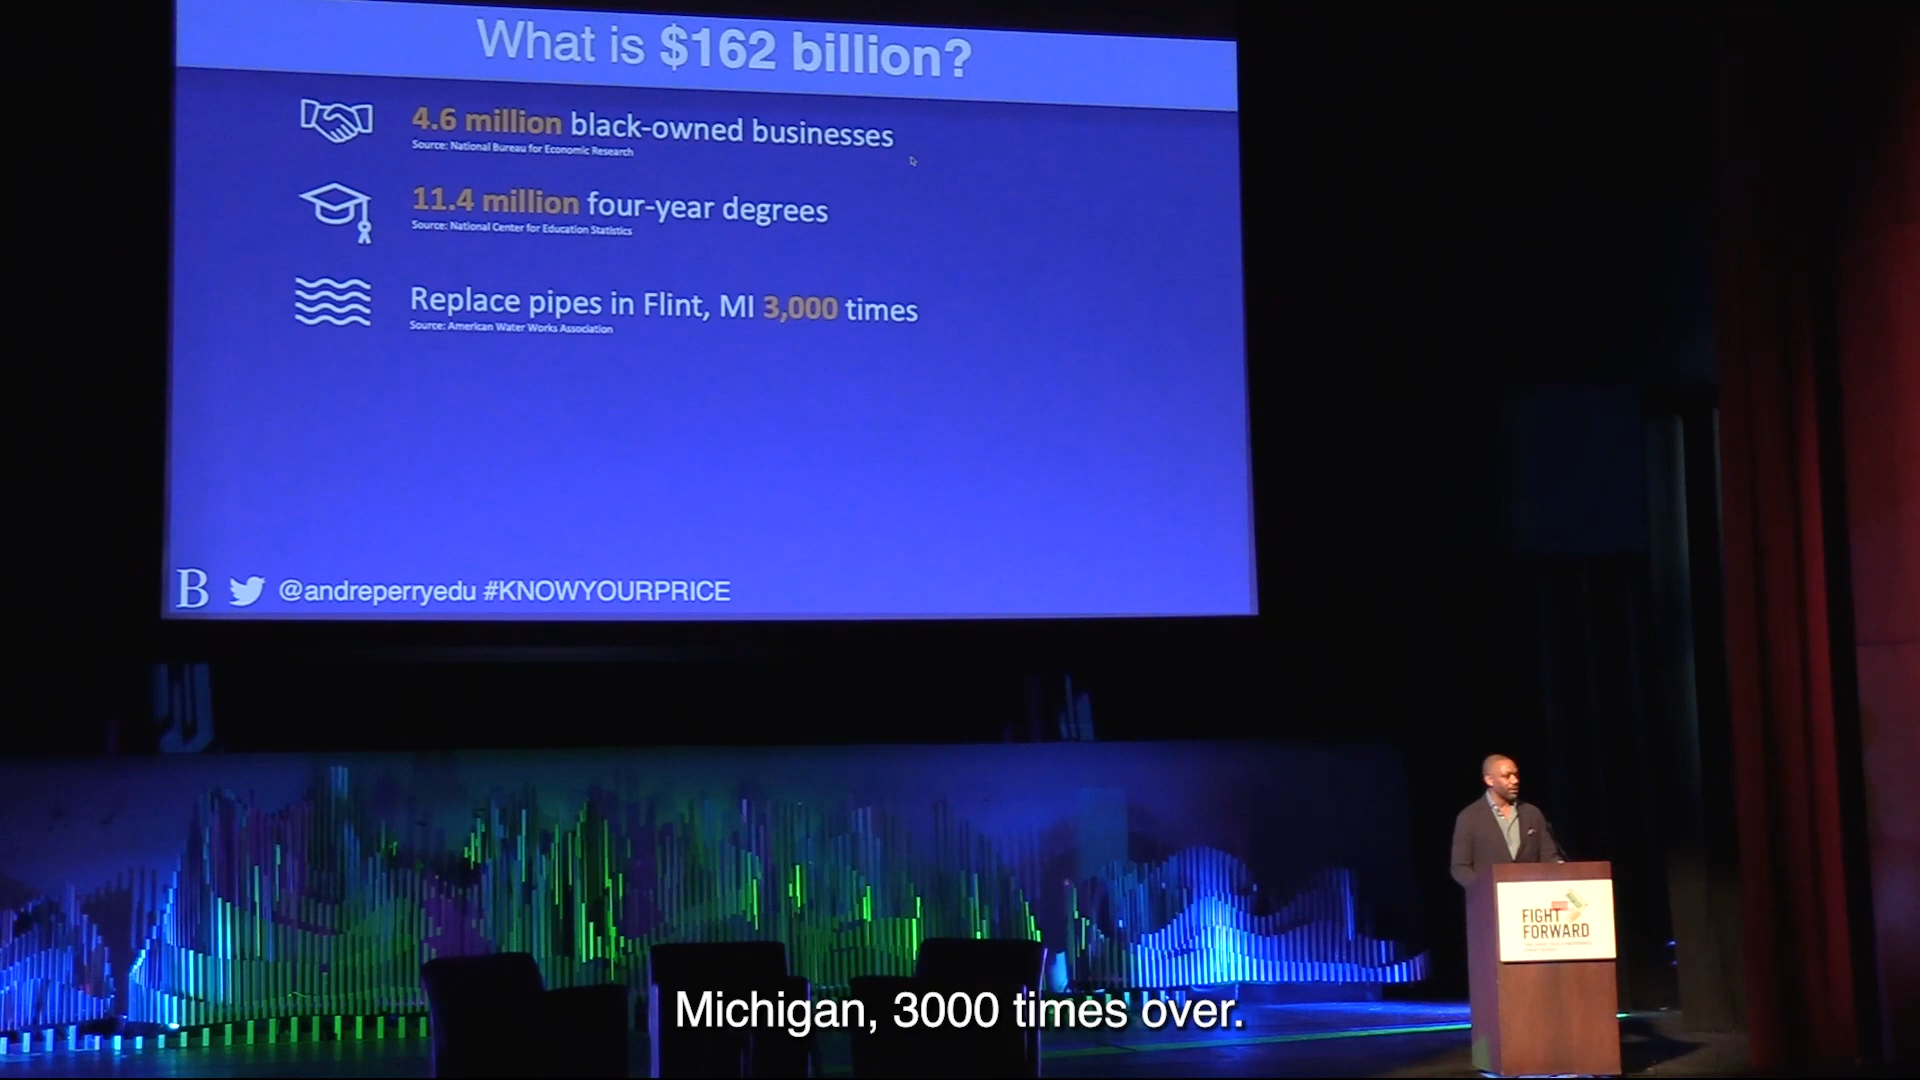 What is $162 billion?
4.6 million black-owned businesses
Source: National Bureau for Economic Research
11.4 million four-year degrees
Source: National Center for Education Statistics
Replace pipes in Flint, MI 3,000 times
Source: American Water Works Association
B @andreperryedu #KNOWYOURPRICE
FIGHT
FORWARD
Michigan, 3000 times over.